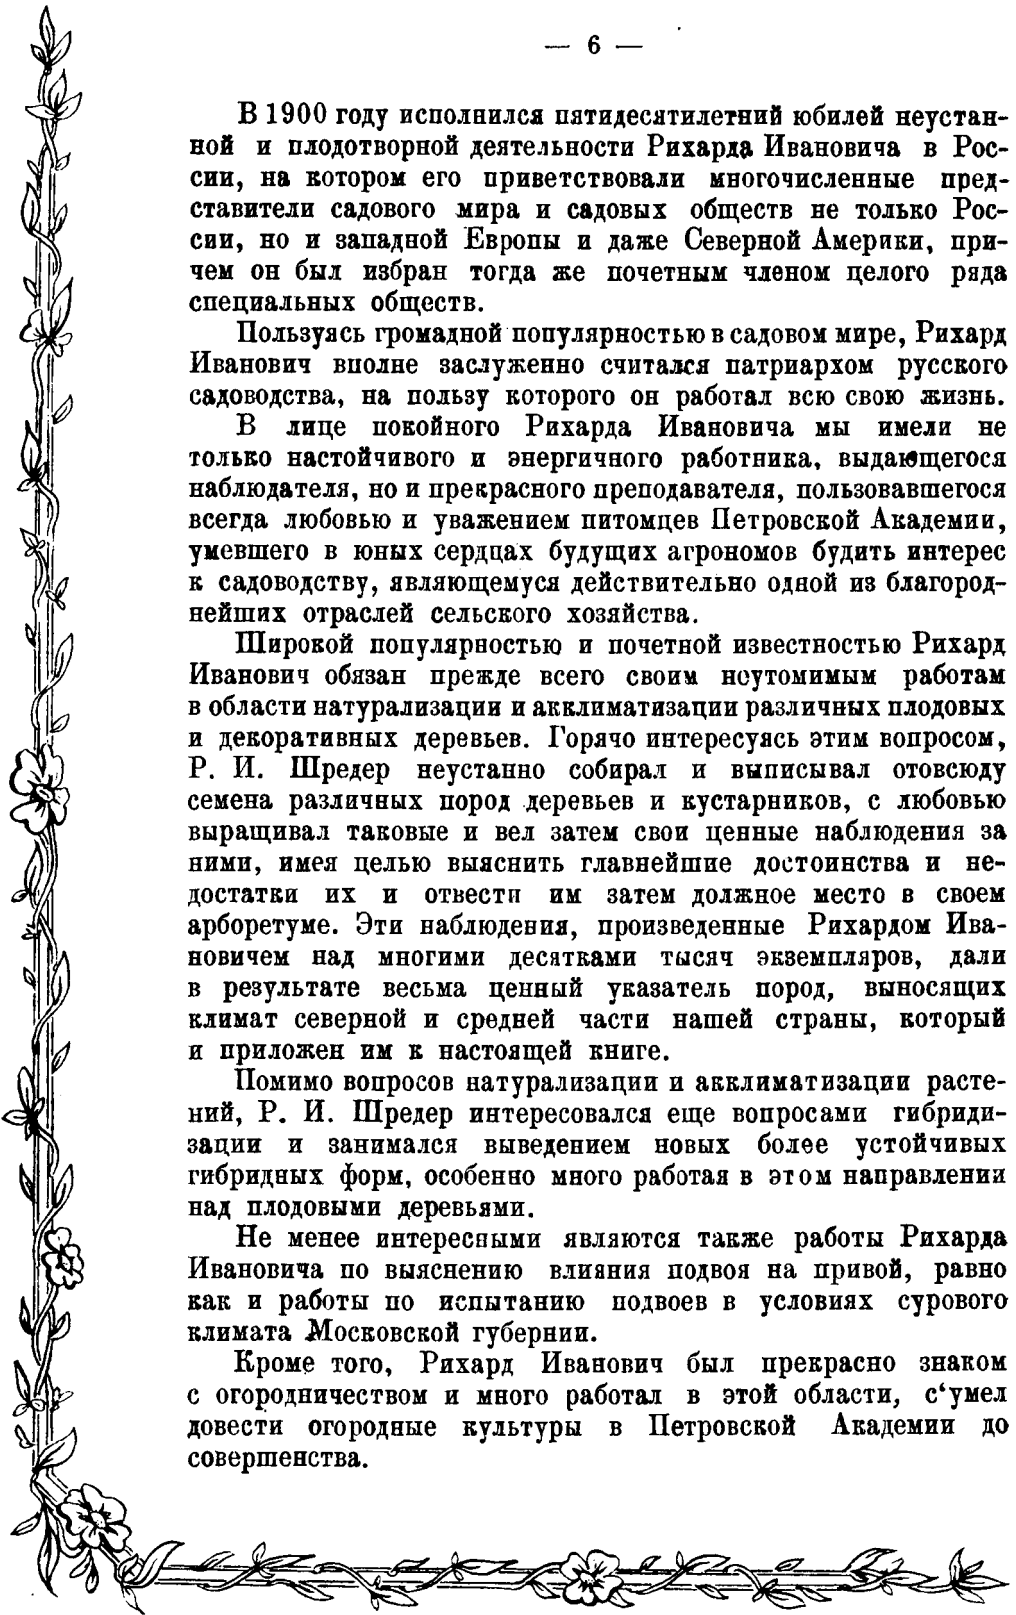 — 6 —
В 1900 году исполнился пятидесятилетний юбилей неустан-
ной и плодотворной деятельности Рихарда Ивановича в Рос-
сии, на котором его приветствовали многочисленные пред-
ставители садового мира и садовых обществ не только Рос-
сии, но и западной Европы и даже Северной Америки, при-
чем он был избран тогда же почетным членом целого ряда
специальных обществ.
Пользуясь громадной популярностью в садовом мире, Рихард
Иванович вполне заслуженно считался патриархом русского
садоводства, на пользу которого он работал всю свою жизнь.
В лице покойного Рихарда Ивановича мы имели не
только настойчивого и энергичного работника, выдающегося
наблюдателя, но и прекрасного преподавателя, пользовавшегося
всегда любовью и уважением питомцев Петровской Академии,
умевшего в юных сердцах будущих агрономов будить интерес
к садоводству, являющемуся действительно одной из благород-
нейших отраслей сельского хозяйства.
Широкой популярностью и почетной известностью Рихард
Иванович обязан прежде всего своим неутомимым работам
в области натурализации и акклиматизации различных плодовых
и декоративных деревьев. Горячо интересуясь этим вопросом,
Р. И. Шредер неустанно собирал и выписывал отовсюду
семена различных пород деревьев и кустарников, с любовью
выращивал таковые и вел затем свои ценные наблюдения за
ними, имея целью выяснить главнейшие достоинства и не-
достатки их и отвести им затем должное место в своем
арборетуме. Эти наблюдения, произведенные Рихардом Ива-
новичем над многими десятками тысяч экземпляров, дали
в результате весьма ценный указатель пород, выносящих
климат северной и средней части нашей страны, который
и приложен им к настоящей книге.
Помимо вопросов натурализации и акклиматизации расте-
ний, Р. И. Шредер интересовался еще вопросами гибриди-
зации и занимался выведением новых более устойчивых
гибридных форм, особенно много работая в этом направлении
над плодовыми деревьями.
Не менее интересными являются также работы Рихарда
Ивановича по выяснению влияния подвоя на привой, равно
как и работы по испытанию подвоев в условиях сурового
климата Московской губернии.
Кроме того, Рихард Иванович был прекрасно знаком
с огородничеством и много работал в этой области, с‘умел
довести огородные культуры в Петровской Академии до
совершенства.